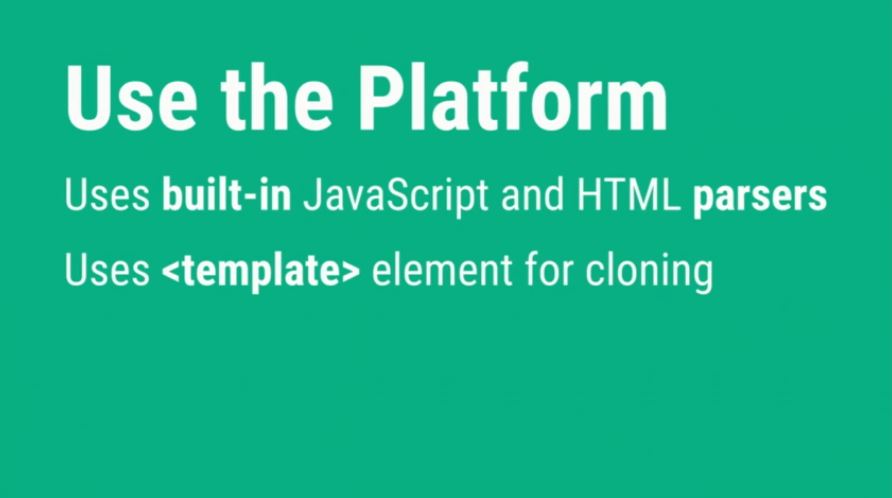 Use the Platform
Uses built-in JavaScript and HTML parsers
Uses <template> element for cloning